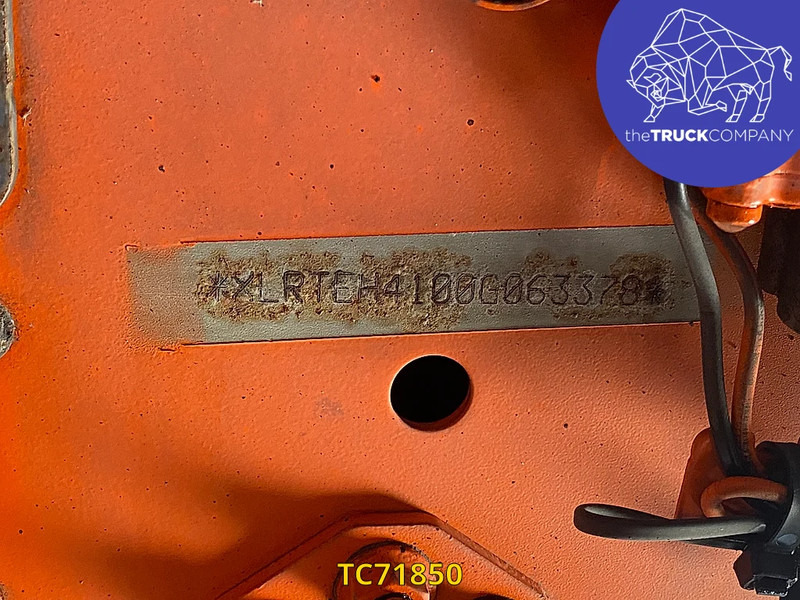 theTRUCKCOMPANY
*XLRTEH4100G063378*
TC71850